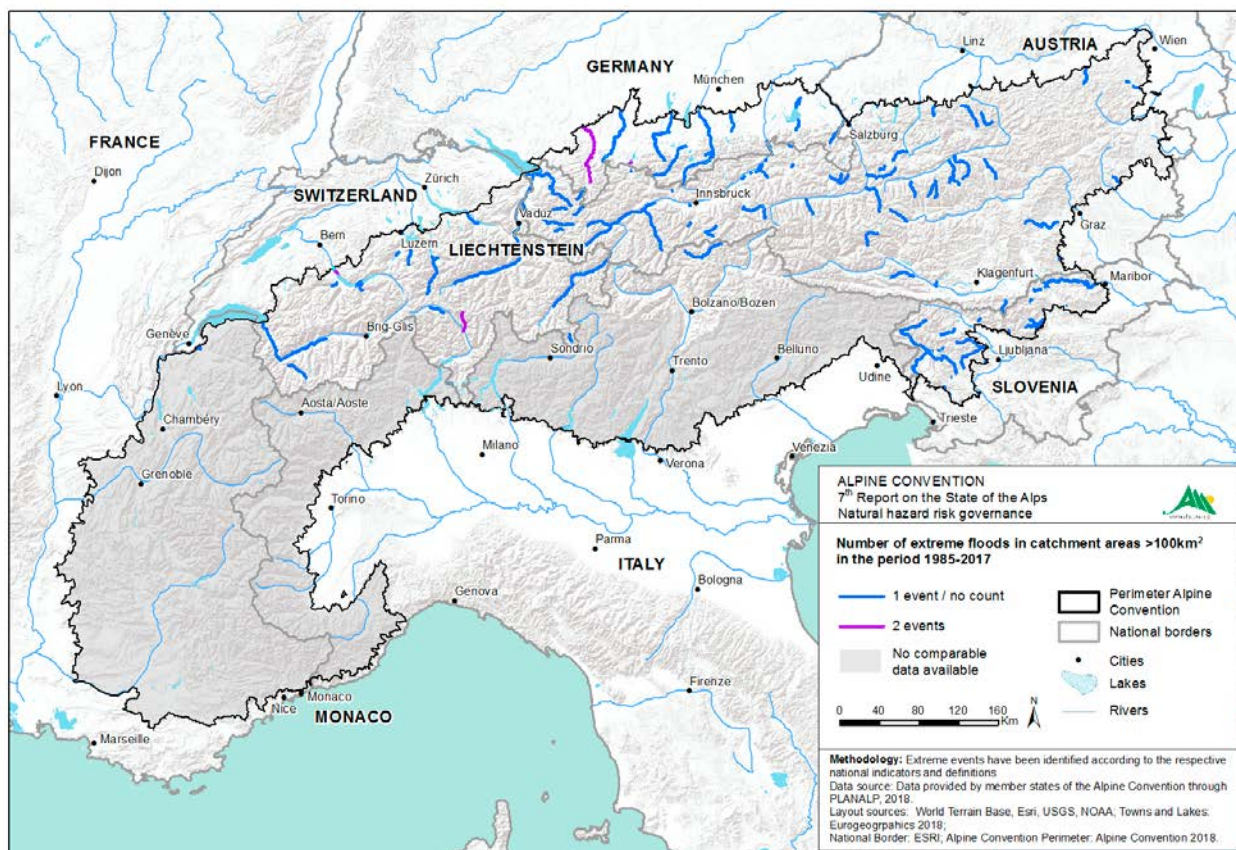 Linz
AUSTRIA
Wien
GERMANY
München
FRANCE
Salzburg
Dijon
SWITZERLAND
Zürich
Innsbruck
Vaduz
Graz
Bern
Luzern
LIECHTENSTEIN
Klagenfurt
Maribor
Bolzano/Bozen
Genève
Brig-Glis
Sondrio
Belluno
Ljubljana
Trento
Udine
SLOVENIA
Lyon
Aosta/Aoste
Chambéry
Trieste
Milano
Venezia
Verona
Grenoble
Torino
Parma
ITALY
Bologna
Genova
Firenze
Monaco
Nice
MONACO
Marseille
ALPINE CONVENTION
7th Report on the State of the Alps
Natural hazard risk governance
Number of extreme floods in catchment areas >100km²
in the period 1985-2017
1 event / no count
2 events
No comparable
data available
0 40 80 120 160
Km
N
Perimeter Alpine
Convention
National borders
Cities
Lakes
Rivers
Methodology: Extreme events have been identified according to the respective
national indicators and definitions
Data source: Data provided by member states of the Alpine Convention through
PLANALP, 2018.
Layout sources: World Terrain Base, Esri, USGS, NOAA; Towns and Lakes:
Eurogeogrpahics 2018;
National Border: ESRI; Alpine Convention Perimeter: Alpine Convention 2018.